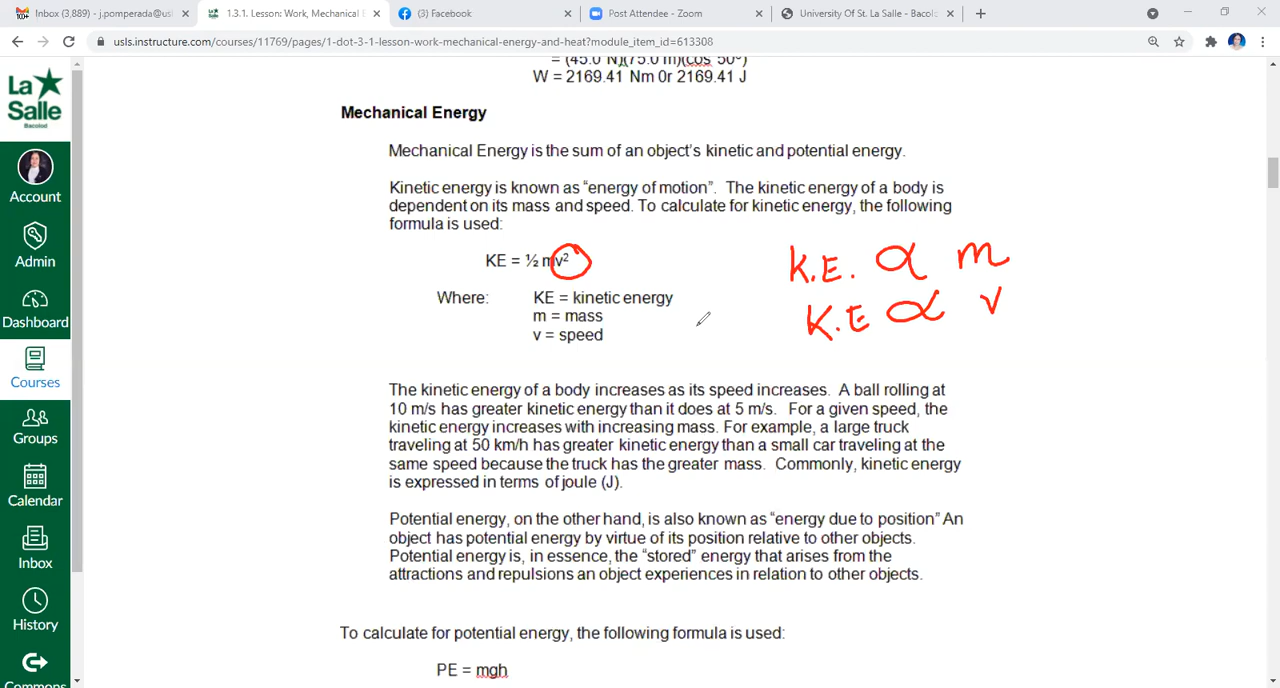 Inbox (3,889) - j.pomperada@usl
1.3.1. Lesson: Work, Mechanical E
(3) Facebook
Post Attendee - Zoom
University Of St. La Salle - Bacolo
usls.instructure.com/courses/11769/pages/1-dot-3-1-lesson-work-mechanical-energy-and-heat?module_item_id=613308
La
Salle
Bacolod
Account
Admin
Dashboard
Courses
Groups
Calendar
Inbox
History
Commons
= (45.0 N)(75.0 m)(cos 50°)
W = 2169.41 Nm 0r 2169.41 J
Mechanical Energy
Mechanical Energy is the sum of an object's kinetic and potential energy.
Kinetic energy is known as “energy of motion”. The kinetic energy of a body is
dependent on its mass and speed. To calculate for kinetic energy, the following
formula is used:
KE = ½ mv²
K.E. α m
K.E α v
Where: KE = kinetic energy
m = mass
v = speed
The kinetic energy of a body increases as its speed increases. A ball rolling at
10 m/s has greater kinetic energy than it does at 5 m/s. For a given speed, the
kinetic energy increases with increasing mass. For example, a large truck
traveling at 50 km/h has greater kinetic energy than a small car traveling at the
same speed because the truck has the greater mass. Commonly, kinetic energy
is expressed in terms of joule (J).
Potential energy, on the other hand, is also known as “energy due to position” An
object has potential energy by virtue of its position relative to other objects.
Potential energy is, in essence, the “stored” energy that arises from the
attractions and repulsions an object experiences in relation to other objects.
To calculate for potential energy, the following formula is used:
PE = mgh